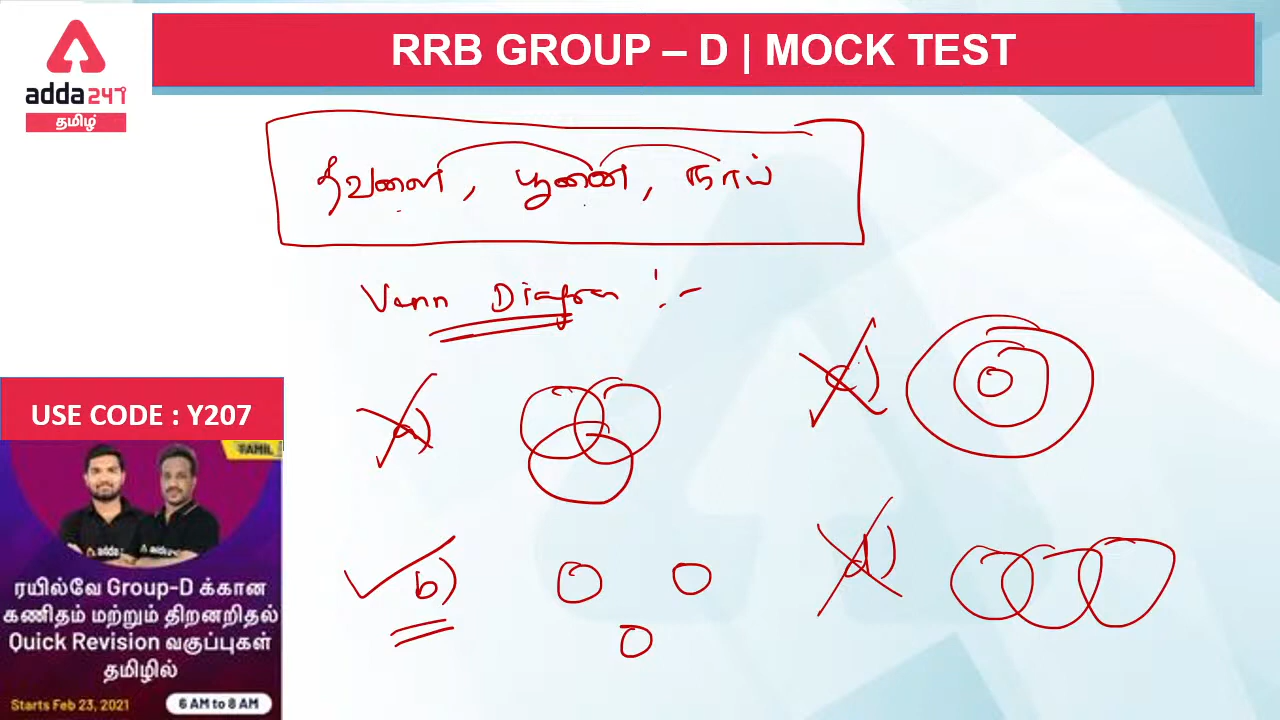 RRB GROUP – D | MOCK TEST
adda247
தமிழ்
தவளை, பூனை, நாய்
Venn Diagram :-
a)
c)
b)
d)
USE CODE : Y207
TAMIL
ரயில்வே Group-D க்கான
கணிதம் மற்றும் திறனறிதல்
Quick Revision வகுப்புகள்
தமிழில்
Starts Feb 23, 2021
6 AM to 8 AM